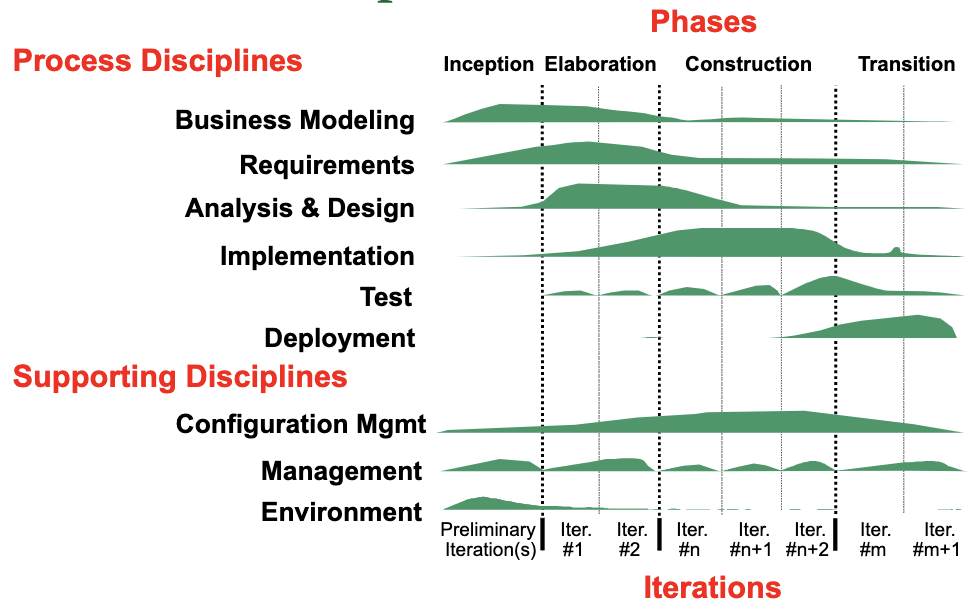 Phases
Process Disciplines
Inception Elaboration Construction Transition
Business Modeling
Requirements
Analysis & Design
Implementation
Test
Deployment
Supporting Disciplines
Configuration Mgmt
Management
Environment
Preliminary Iter. Iter. Iter. Iter. Iter. Iter. Iter.
Iteration(s) #1 #2 #n #n+1 #n+2 #m #m+1
Iterations